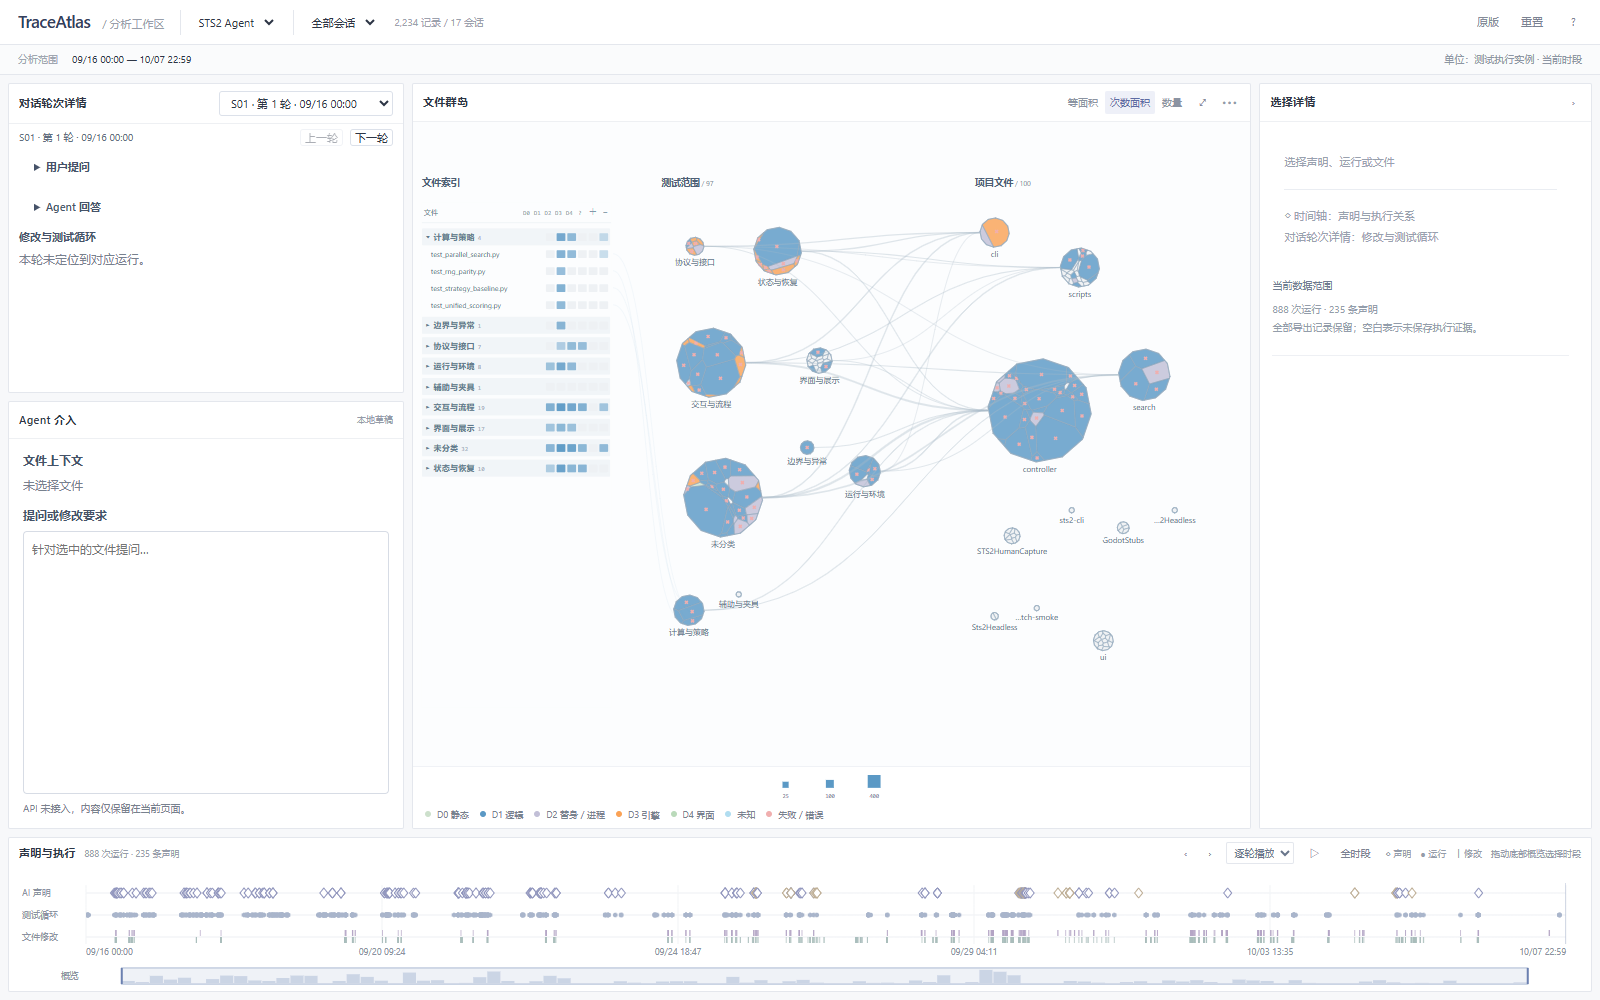 TraceAtlas / 分析工作区 STS2 Agent 全部会话 2,234 记录 / 17 会话 原版 重置 ?
分析范围 09/16 00:00 — 10/07 22:59 单位：测试执行实例 · 当前时段
对话轮次详情 S01 · 第 1 轮 · 09/16 00:00
S01 · 第 1 轮 · 09/16 00:00 上一轮 下一轮
用户提问
Agent 回答
修改与测试循环
本轮未定位到对应运行。
Agent 介入 本地草稿
文件上下文
未选择文件
提问或修改要求
针对选中的文件提问...
API 未接入，内容仅保留在当前页面。
文件群岛 等面积 次数面积 数量
文件索引
文件 D0 D1 D2 D3 D4 ? + −
计算与策略 4
test_parallel_search.py
test_rng_parity.py
test_strategy_baseline.py
test_unified_scoring.py
边界与异常 1
协议与接口 7
运行与环境 8
辅助与夹具 1
交互与流程 19
界面与展示 17
未分类 32
状态与恢复 18
测试范围 / 97
协议与接口
状态与恢复
交互与流程
界面与展示
边界与异常
运行与环境
未分类
辅助与夹具
计算与策略
项目文件 / 100
cli
scripts
search
controller
sts2-cli
...2Headless
GodotStubs
STS2HumanCapture
...tch-smoke
Sts2Headless
ui
25 100 400
D0 静态 D1 逻辑 D2 替身 / 进程 D3 引擎 D4 界面 未知 失败 / 错误
选择详情
选择声明、运行或文件
时间轴：声明与执行关系
对话轮次详情：修改与测试循环
当前数据范围
888 次运行 · 235 条声明
全部导出记录保留；空白表示未保存执行证据。
声明与执行 888 次运行 · 235 条声明 ‹ › 逐轮播放 全时段 声明 运行 修改 拖动底部概览选择时段
AI 声明
测试循环
文件修改
09/16 00:00 09/20 09:24 09/24 18:47 09/29 04:11 10/03 13:35 10/07 22:59
概览